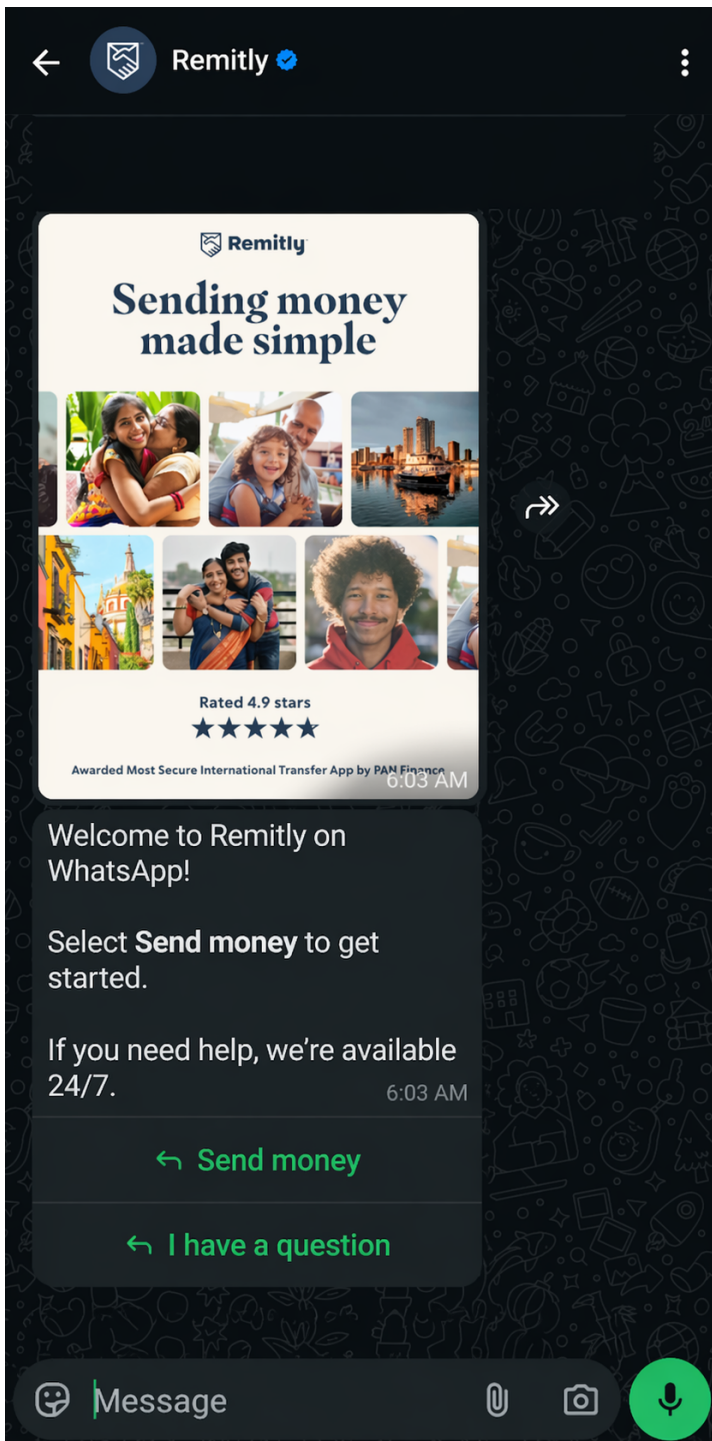 Remitly
Remitly
Sending money
made simple
Rated 4.9 stars
Awarded Most Secure International Transfer App by PAN Finance
6:03 AM
Welcome to Remitly on
WhatsApp!
Select Send money to get
started.
If you need help, we’re available
24/7.
6:03 AM
Send money
I have a question
Message